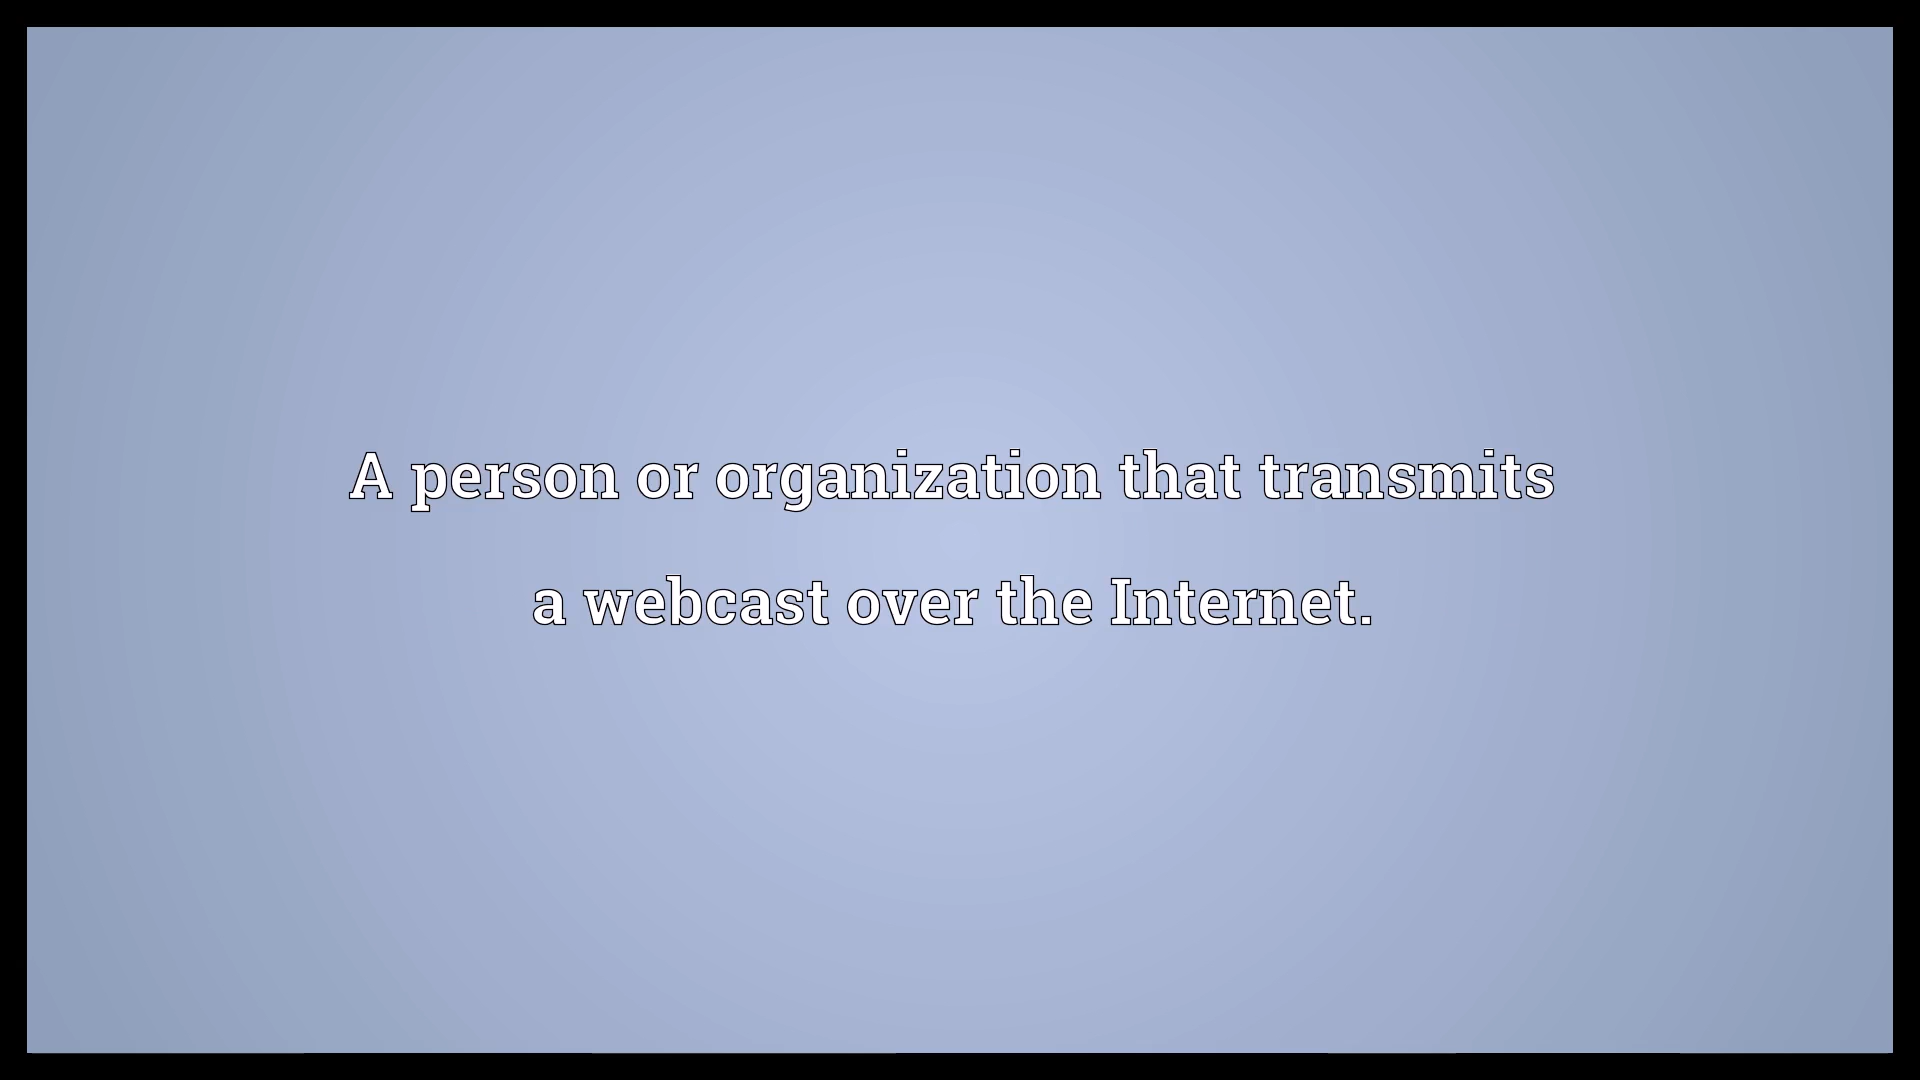 A person or organization that transmits
a webcast over the Internet.